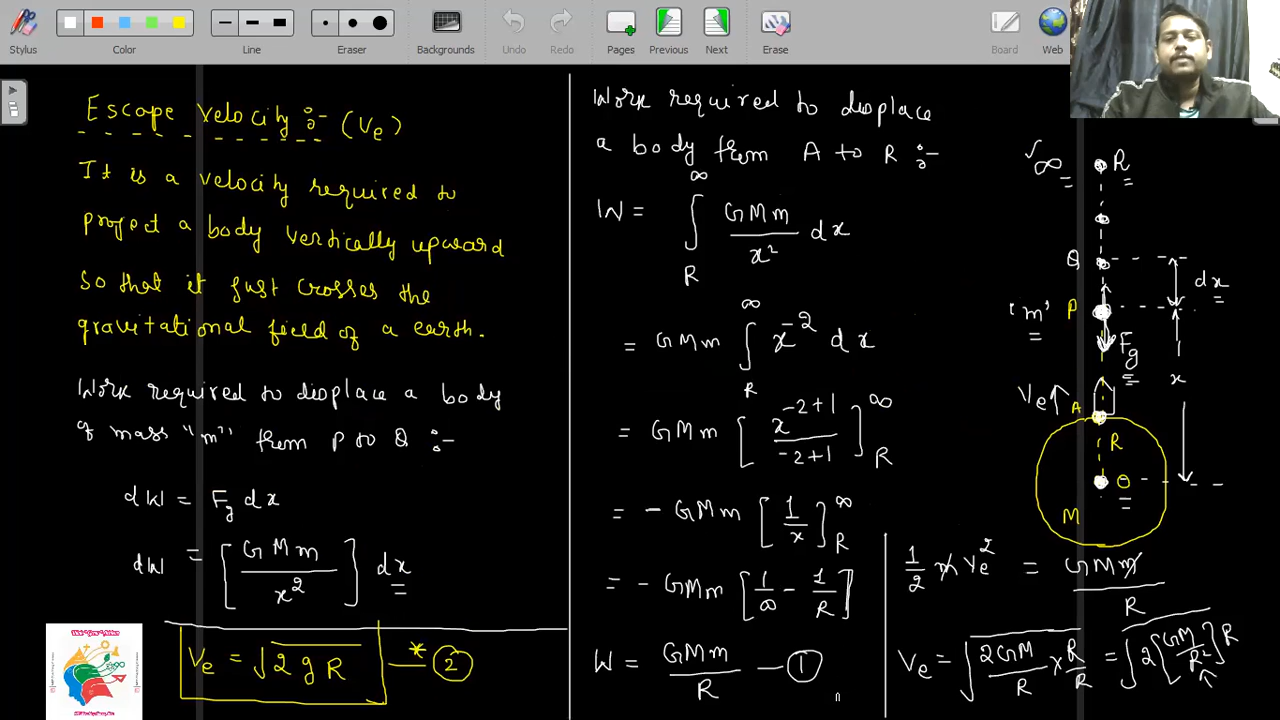 Stylus
Color
Line
Eraser
Backgrounds
Undo
Redo
Pages
Previous
Next
Erase
Board
Web
Escape Velocity :- (Ve)
It is a velocity required to
project a body vertically upward
so that it just crosses the
gravitational field of a earth.
Work required to displace a body
of mass "m" from P to Q :-
dW = Fg dx
dW = [GMm / x²] dx
Ve = √2gR — * ②
Work required to displace
a body from A to R :-
W = ∫_R^∞ GMm / x² dx
= GMm ∫_R^∞ x⁻² dx
= GMm [x^(-2+1) / -2+1]_R^∞
= - GMm [1/x]_R^∞
= - GMm [1/∞ - 1/R]
W = GMm / R — ①
∞ R
Q
dx
'm' P
Fg
x
Ve ↑ A
R
O
M
1/2 m Ve² = GMm / R
Ve = √(2GM / R × R/R) = √(2[GM / R²]R)